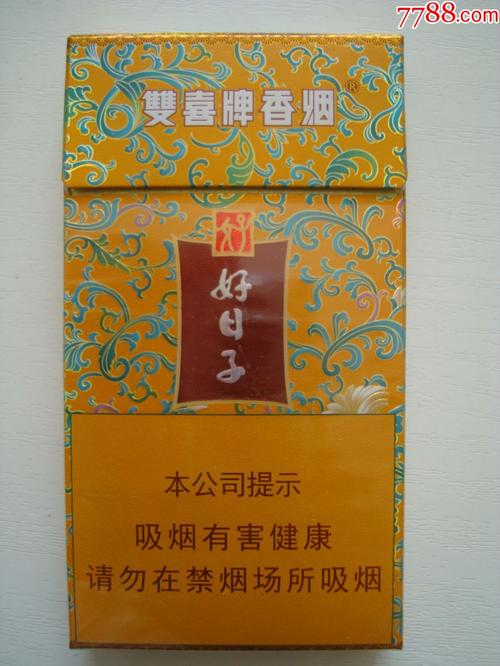 7788.com
雙喜牌香烟®
好日子
本公司提示
吸烟有害健康
请勿在禁烟场所吸烟